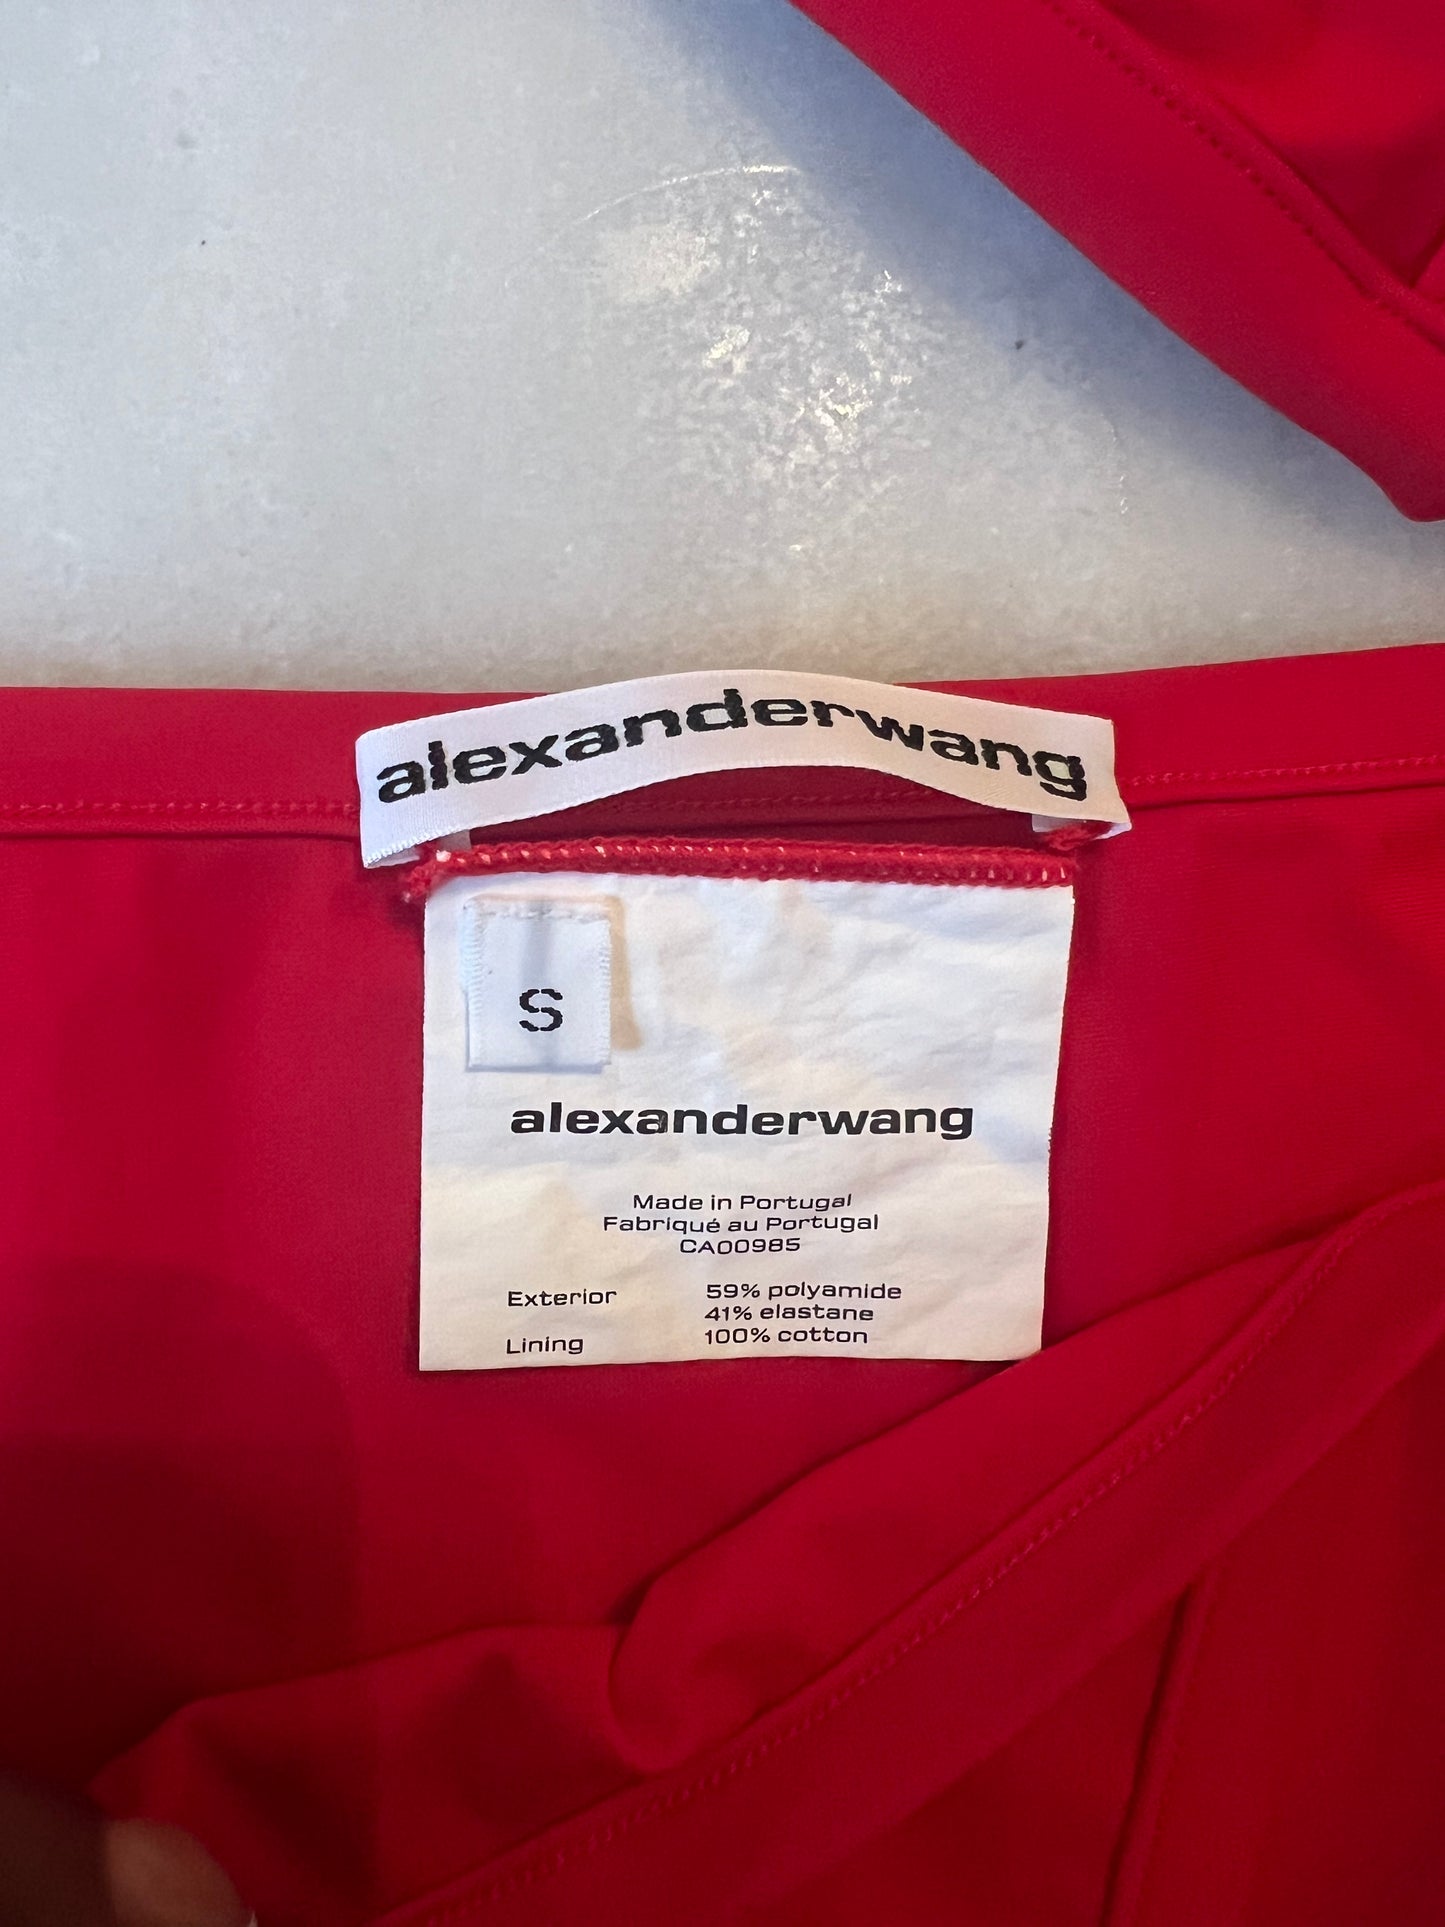 alexanderwang
S
alexanderwang
Made in Portugal
Fabriqué au Portugal
CA00985
Exterior 59% polyamide
41% elastane
Lining 100% cotton